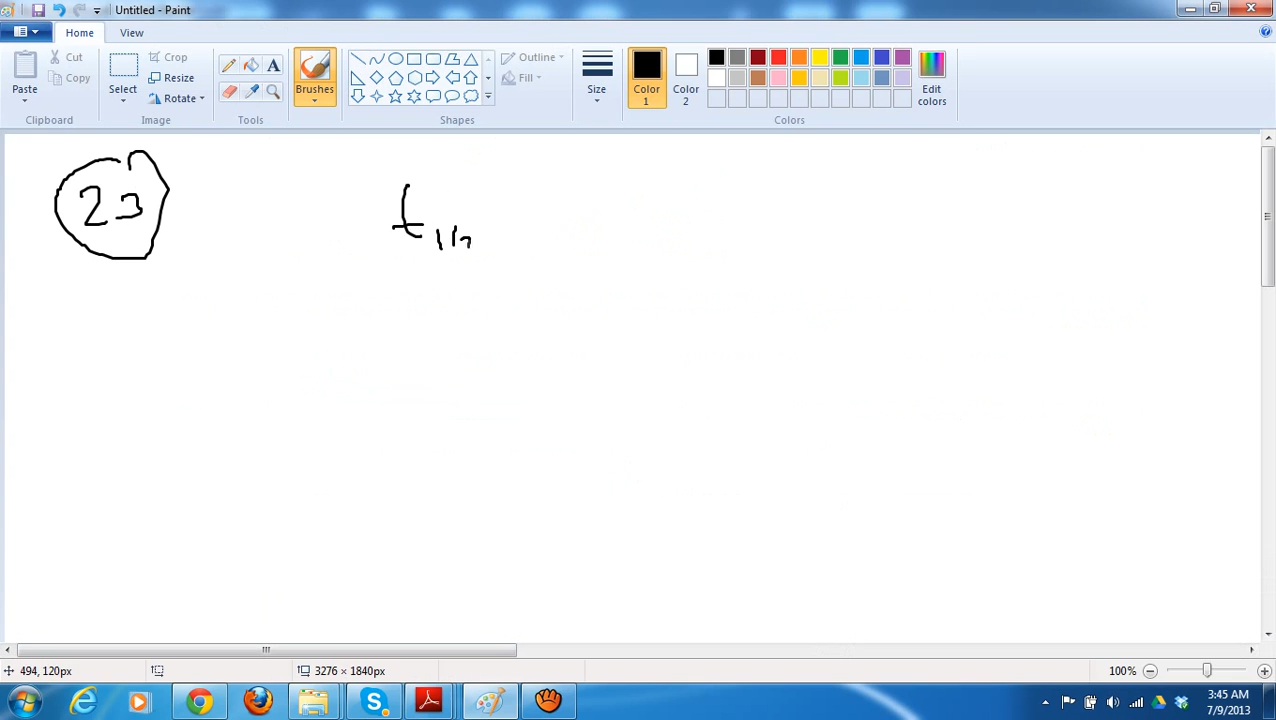 Untitled - Paint
Home View
Cut
Copy
Paste
Clipboard
Select
Crop
Resize
Rotate
Image
Tools
Brushes
Outline
Fill
Shapes
Size
Color 1
Color 2
Edit colors
Colors
23
t
494, 120px
3276 × 1840px
100%
3:45 AM
7/9/2013